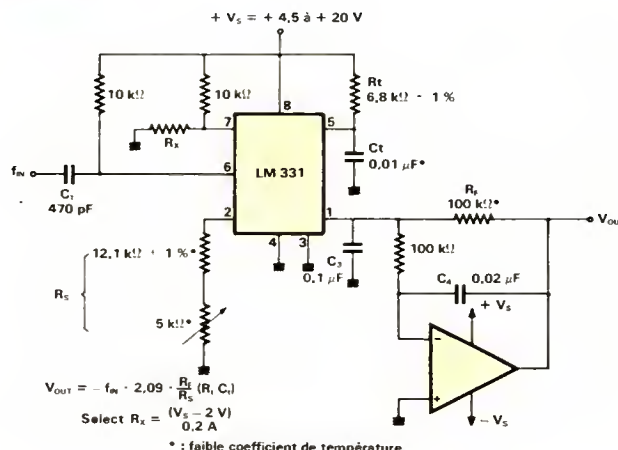 + Vs = + 4,5 à + 20 V
10 kΩ
10 kΩ
Rt
6,8 kΩ - 1 %
8
7
5
Rx
Ct
0,01 µF*
fIN
6
LM 331
C1
470 pF
RF
100 kΩ*
VOUT
2
1
4
3
12,1 kΩ - 1 %*
C3
0,1 µF
100 kΩ
C4
0,02 µF
RS
5 kΩ*
+ Vs
-
+
- Vs
VOUT = - fIN · 2,09 · RF/RS (Rt Ct)
Select Rx = (Vs - 2 V)/0,2 A
* : faible coefficient de température